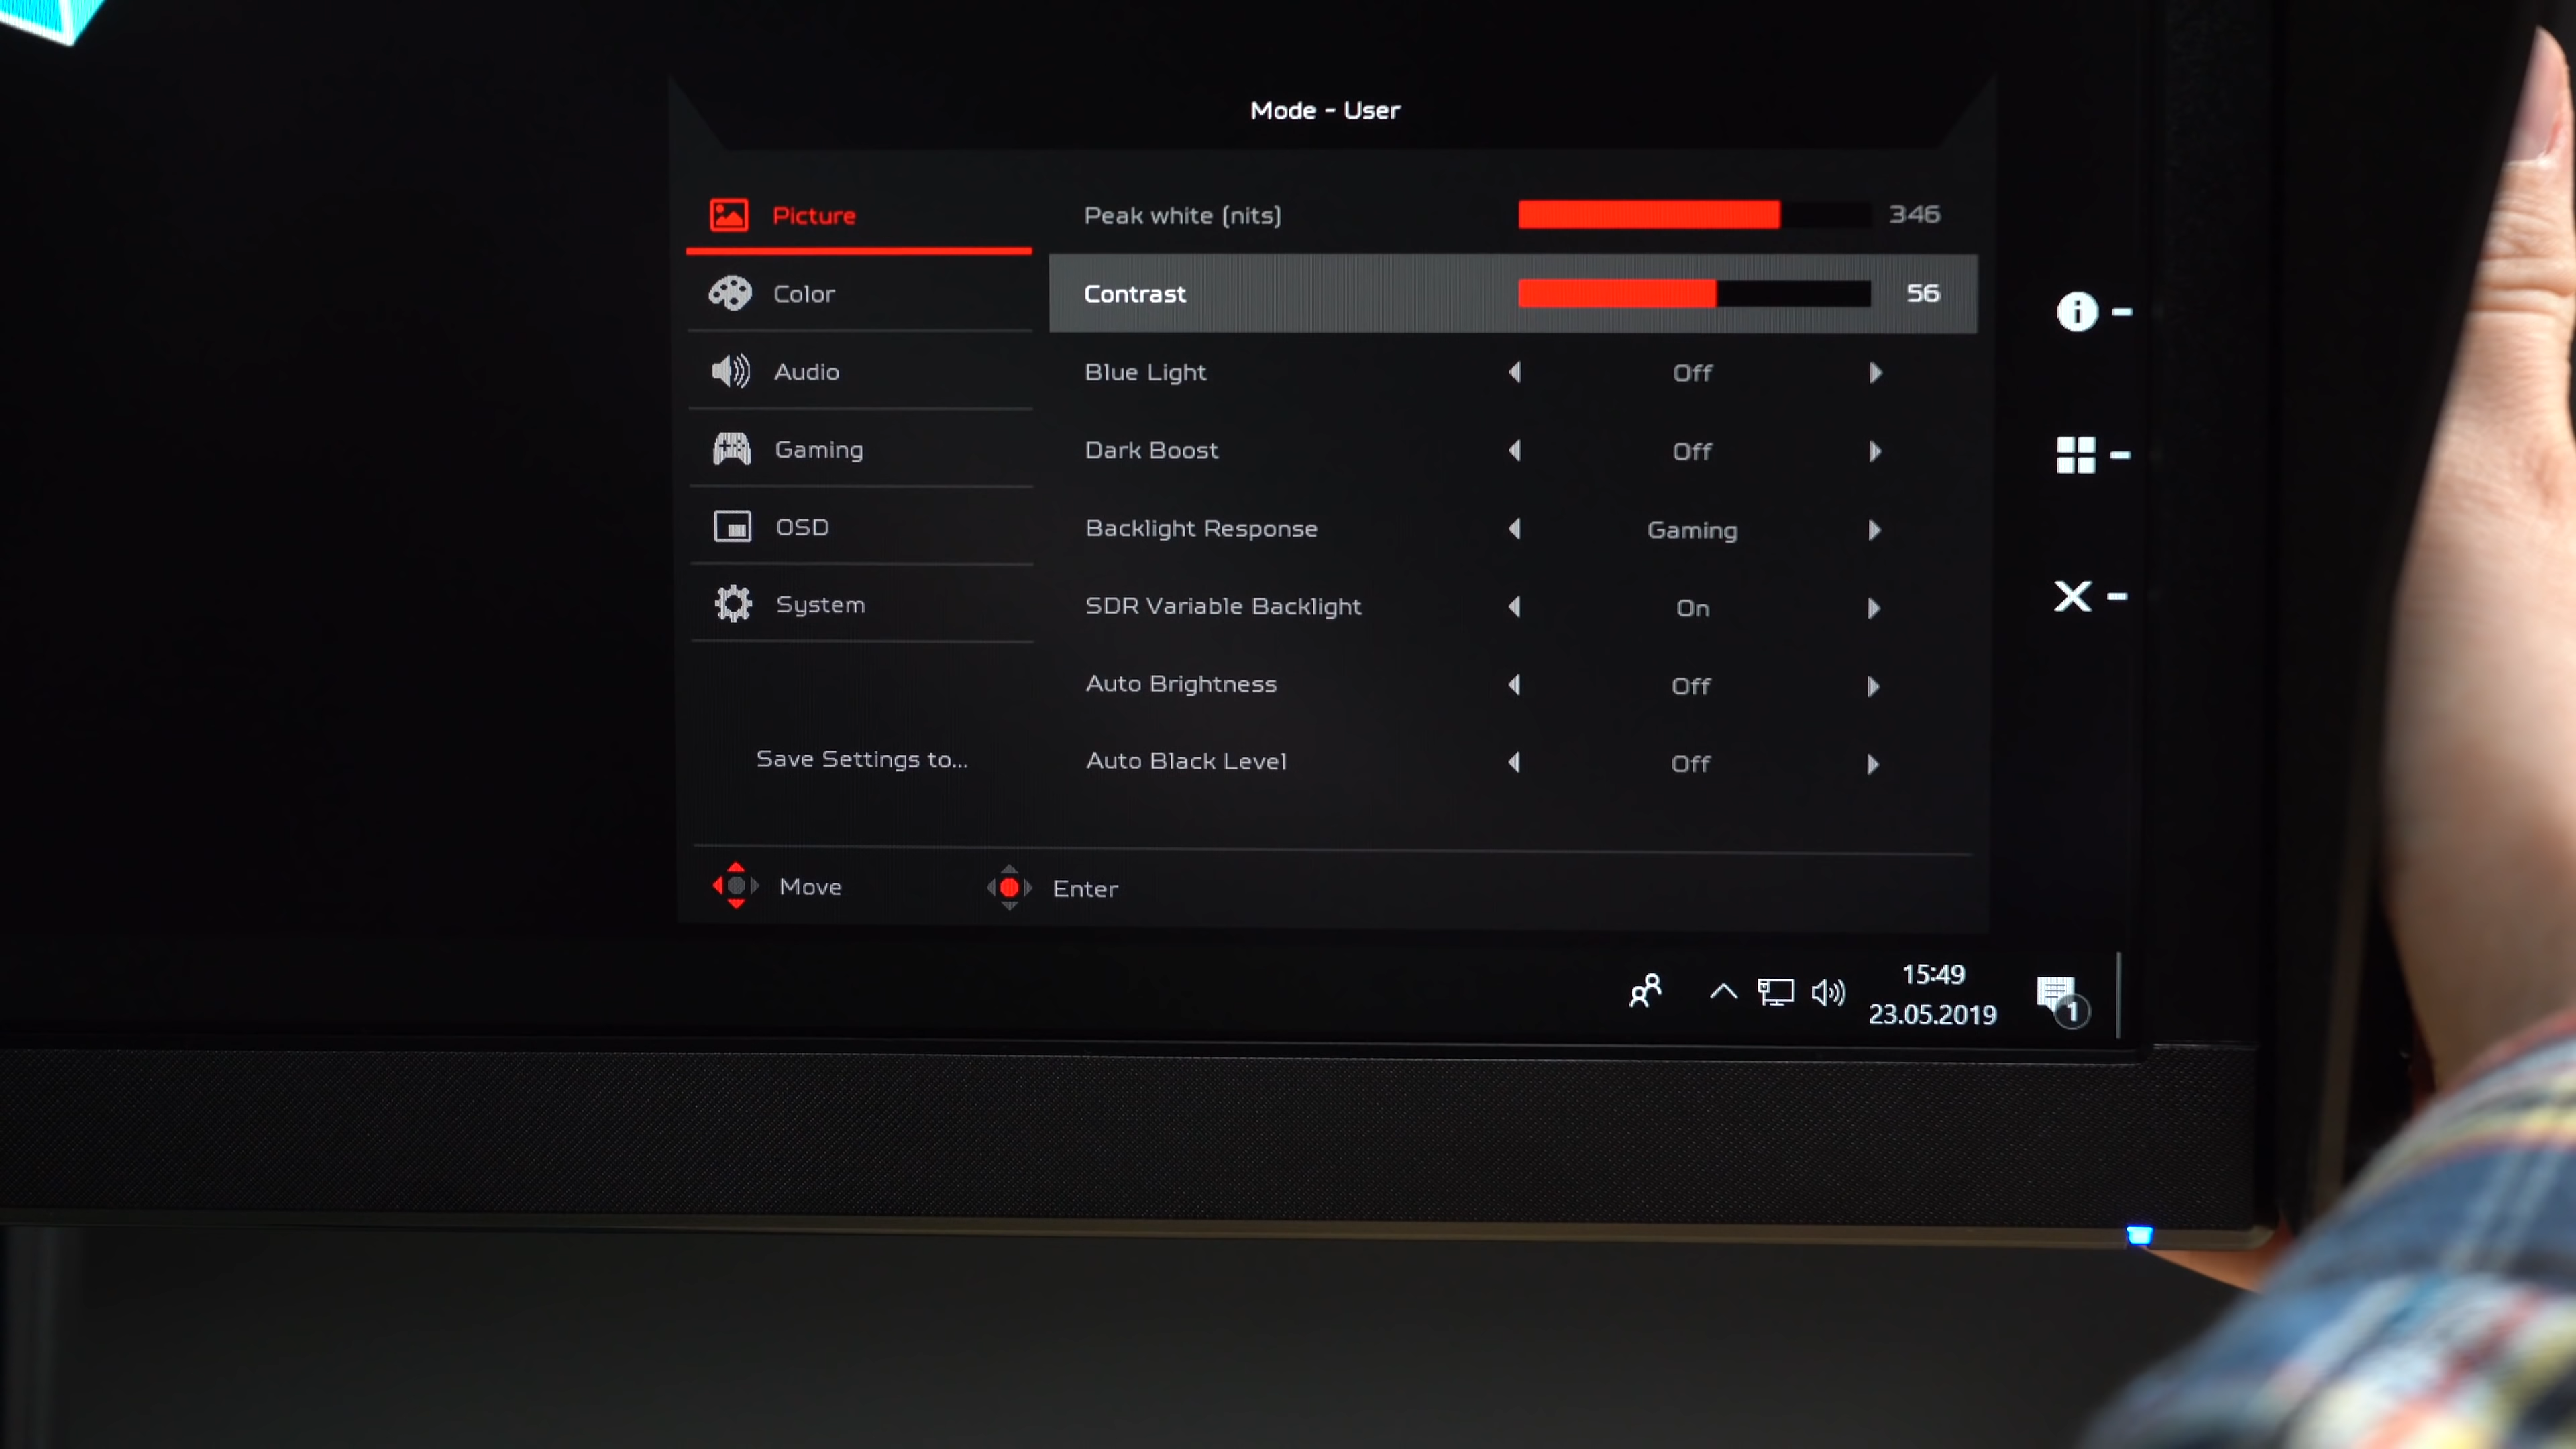 Mode - User
Picture
Peak white (nits)
346
Color
Contrast
56
Audio
Blue Light
Off
Gaming
Dark Boost
Off
OSD
Backlight Response
Gaming
System
SDR Variable Backlight
On
Auto Brightness
Off
Save Settings to...
Auto Black Level
Off
Move
Enter
15:49
23.05.2019
1